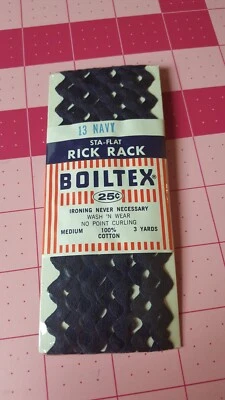 13 NAVY
STA-FLAT
RICK RACK
BOILTEX®
25¢
IRONING NEVER NECESSARY
WASH 'N WEAR
NO POINT CURLING
MEDIUM 100% COTTON 3 YARDS